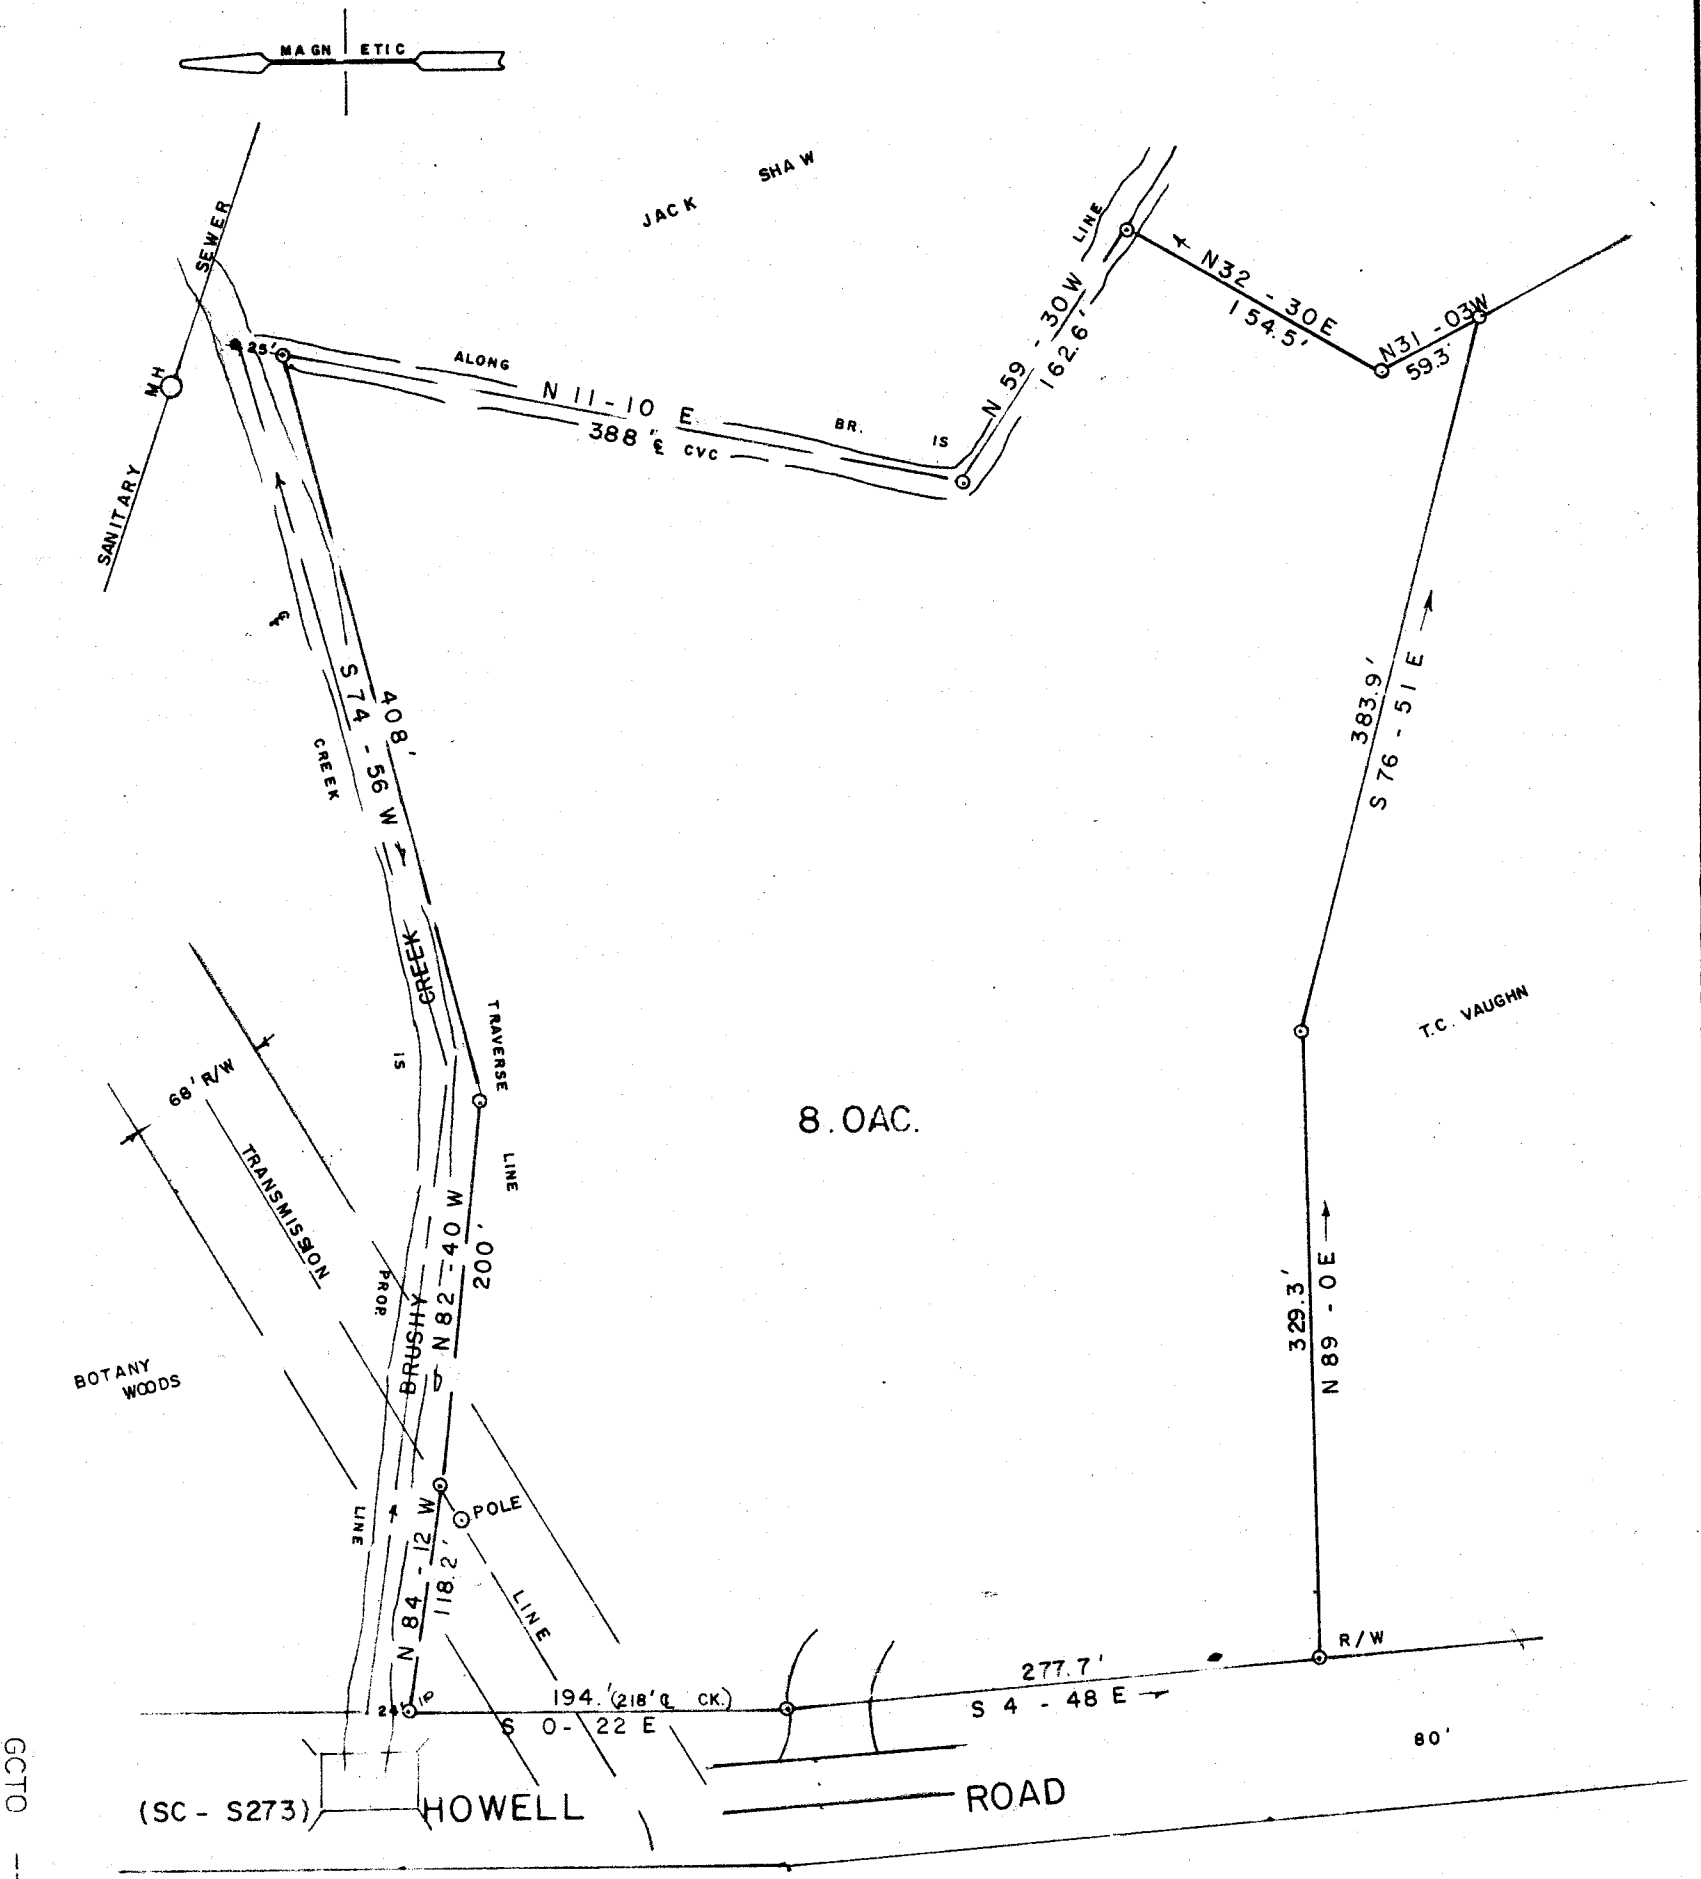 MAGN ETIC
JACK SHAW
SEWER
SANITARY
MH
25'
ALONG
N 11-10 E
388' ℄ CVC
BR. IS
LINE
N 59 - 30 W
162.6'
N32 - 30 E
154.5'
N31 - 03W
59.3'
408'
S 74 - 56 W
CREEK
CREEK
IS
TRAVERSE
LINE
383.9'
S 76 - 51 E
T.C. VAUGHN
8.0AC.
68' R/W
TRANSMISSION
BOTANY
WOODS
PROP.
BRUSHY
N 82 - 40 W
200'
329.3'
N 89 - 0 E
LINE
POLE
N 84 - 12 W
118.2'
LINE
24'
IP
194.' (218' ℄ CK.)
S 0 - 22 E
277.7'
S 4 - 48 E
R/W
80'
(SC - S273) HOWELL ROAD
GCTO